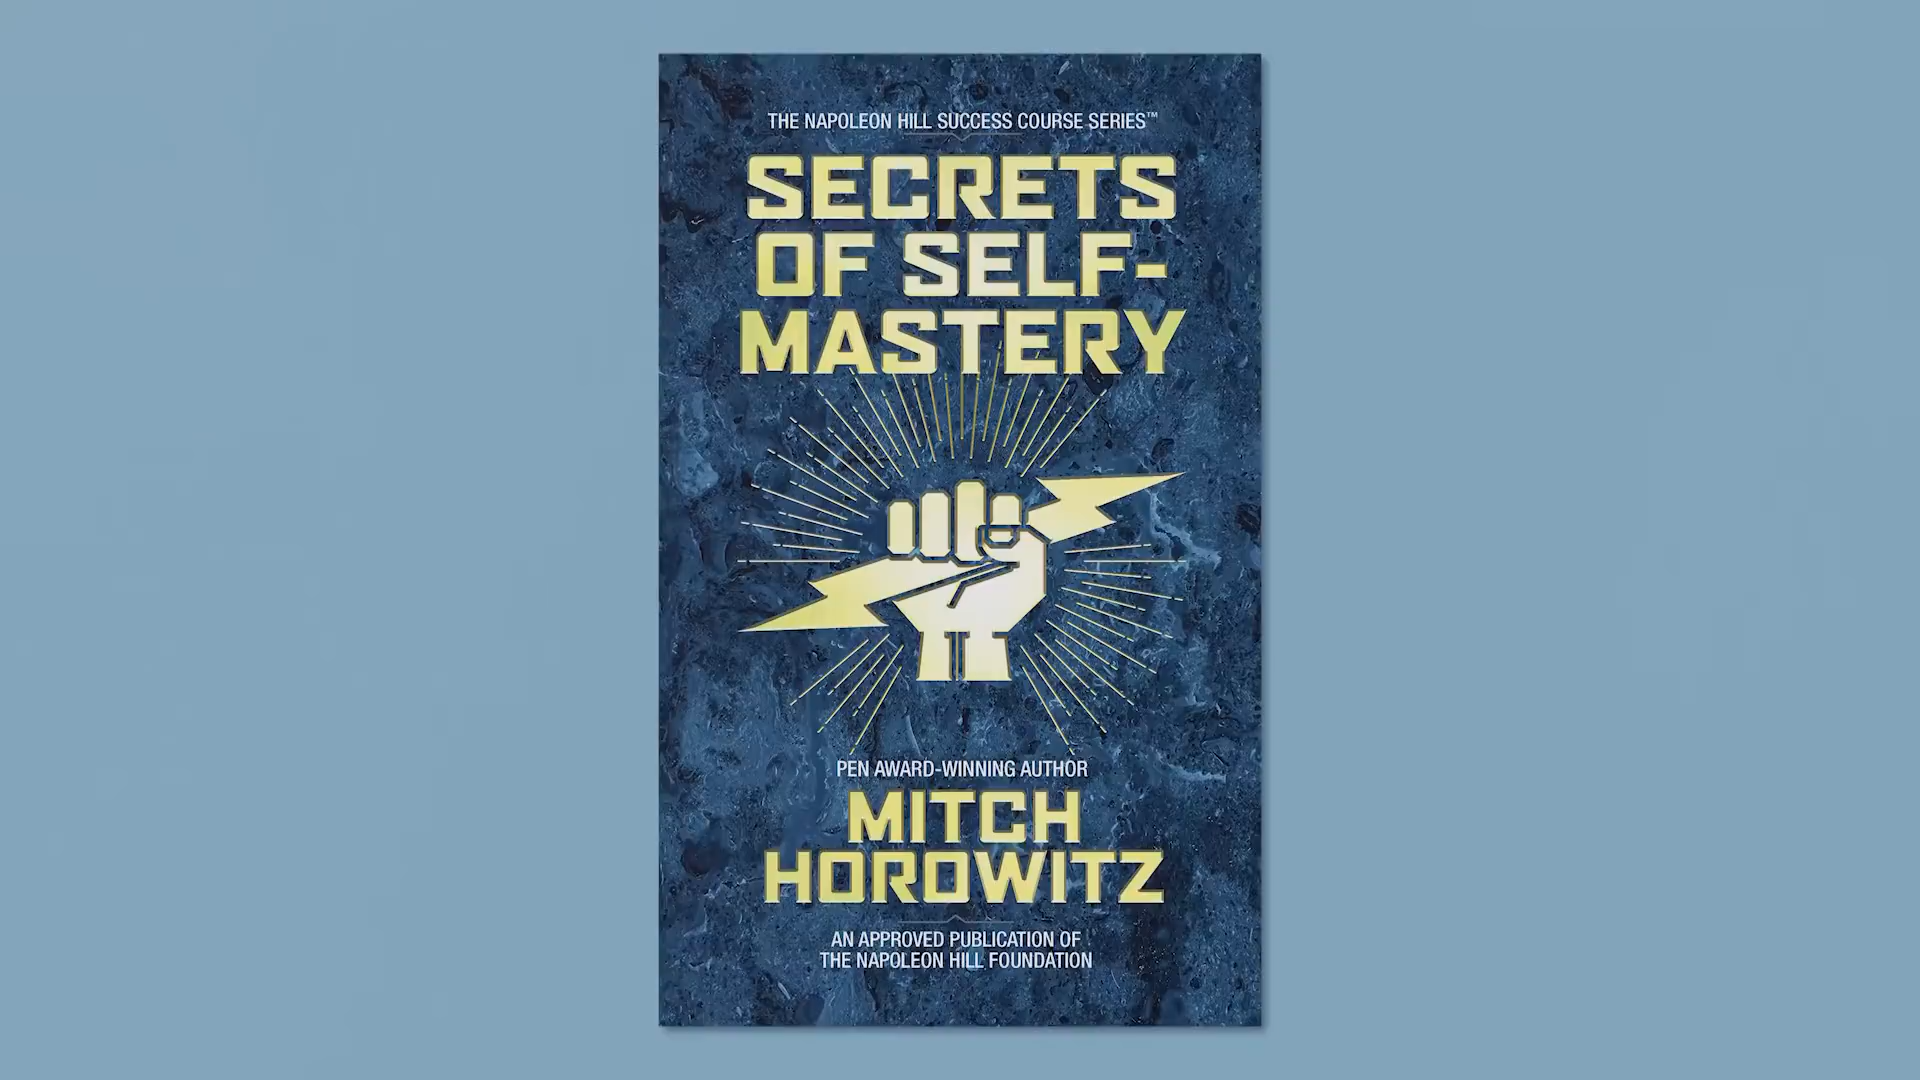 THE NAPOLEON HILL SUCCESS COURSE SERIES™
SECRETS
OF SELF-
MASTERY
PEN AWARD-WINNING AUTHOR
MITCH
HOROWITZ
AN APPROVED PUBLICATION OF
THE NAPOLEON HILL FOUNDATION